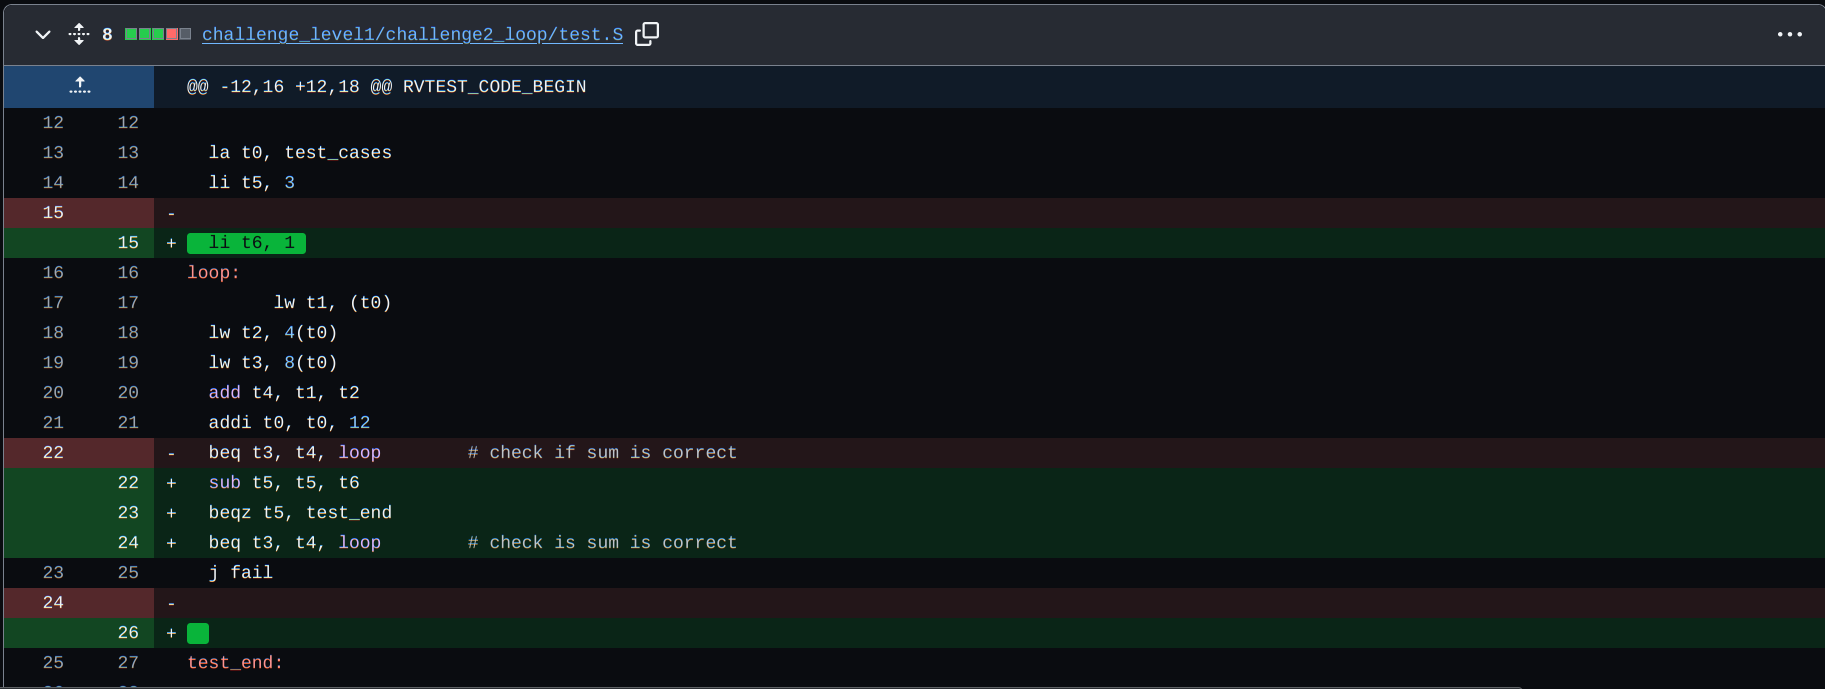 8 challenge_level1/challenge2_loop/test.S
@@ -12,16 +12,18 @@ RVTEST_CODE_BEGIN
12 12
13 13 la t0, test_cases
14 14 li t5, 3
15 -
15 + li t6, 1
16 16 loop:
17 17 lw t1, (t0)
18 18 lw t2, 4(t0)
19 19 lw t3, 8(t0)
20 20 add t4, t1, t2
21 21 addi t0, t0, 12
22 - beq t3, t4, loop # check if sum is correct
22 + sub t5, t5, t6
23 + beqz t5, test_end
24 + beq t3, t4, loop # check is sum is correct
23 25 j fail
24 -
26 +
25 27 test_end: